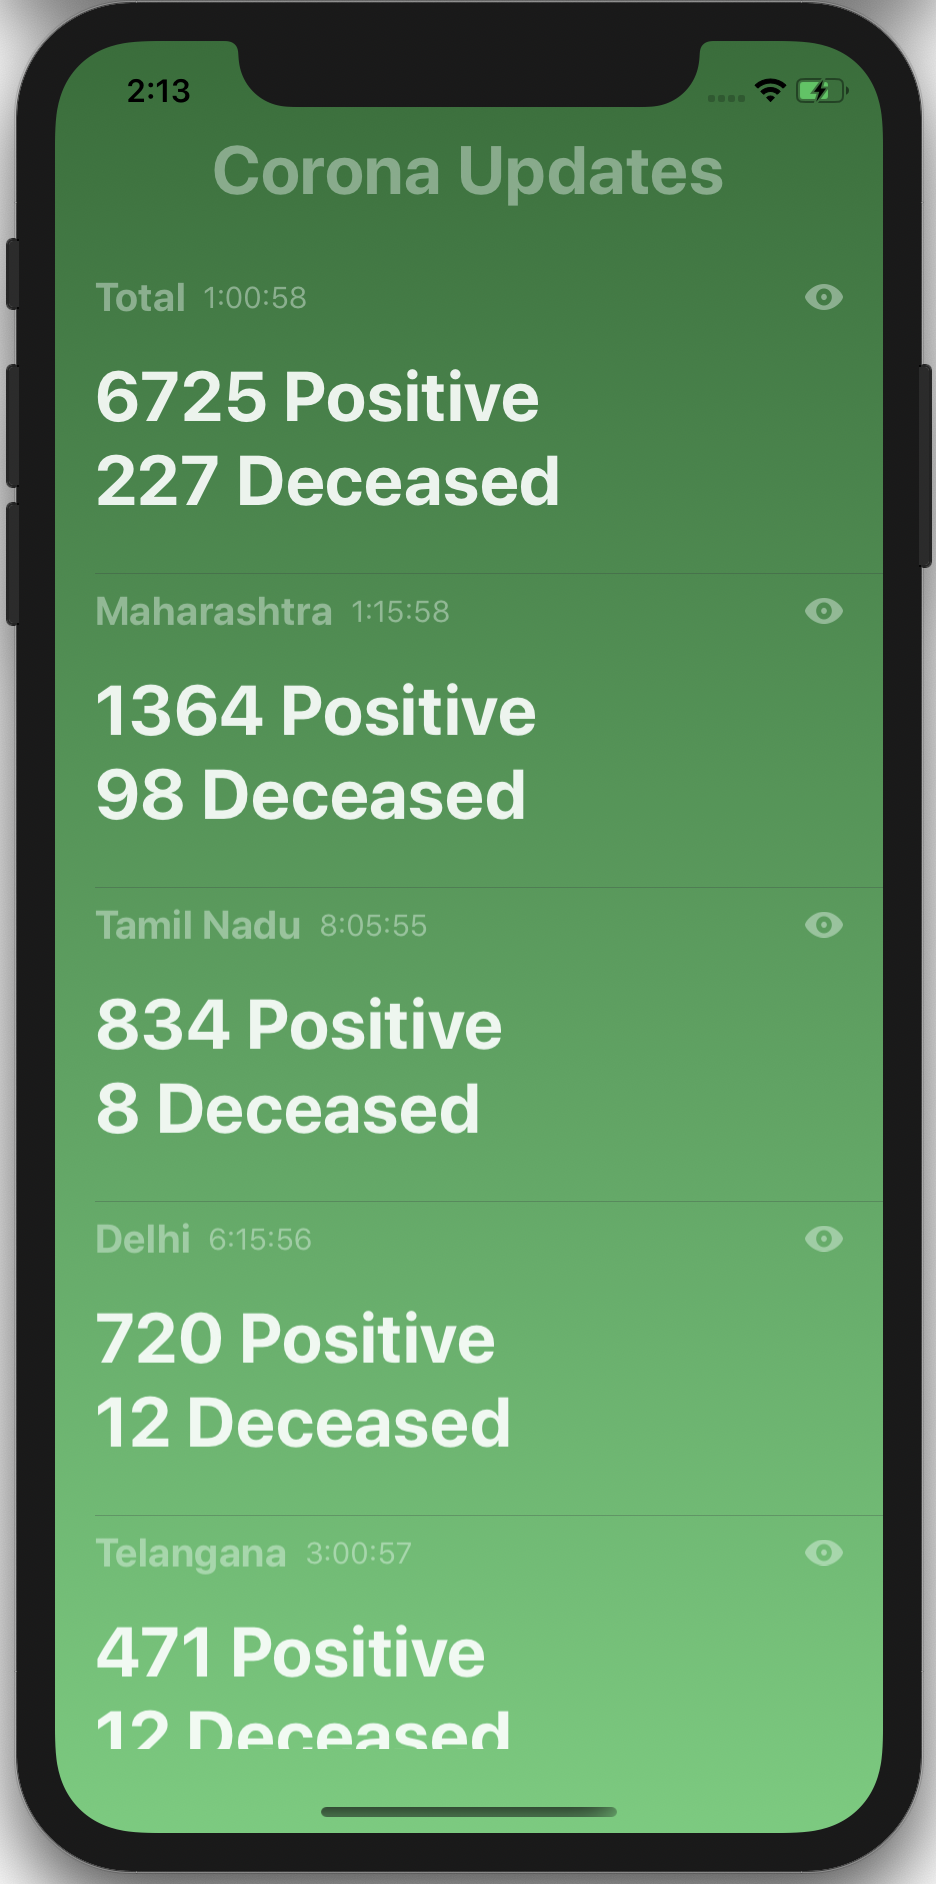 2:13
Corona Updates
Total 1:00:58
6725 Positive
227 Deceased
Maharashtra 1:15:58
1364 Positive
98 Deceased
Tamil Nadu 8:05:55
834 Positive
8 Deceased
Delhi 6:15:56
720 Positive
12 Deceased
Telangana 3:00:57
471 Positive
12 Deceased